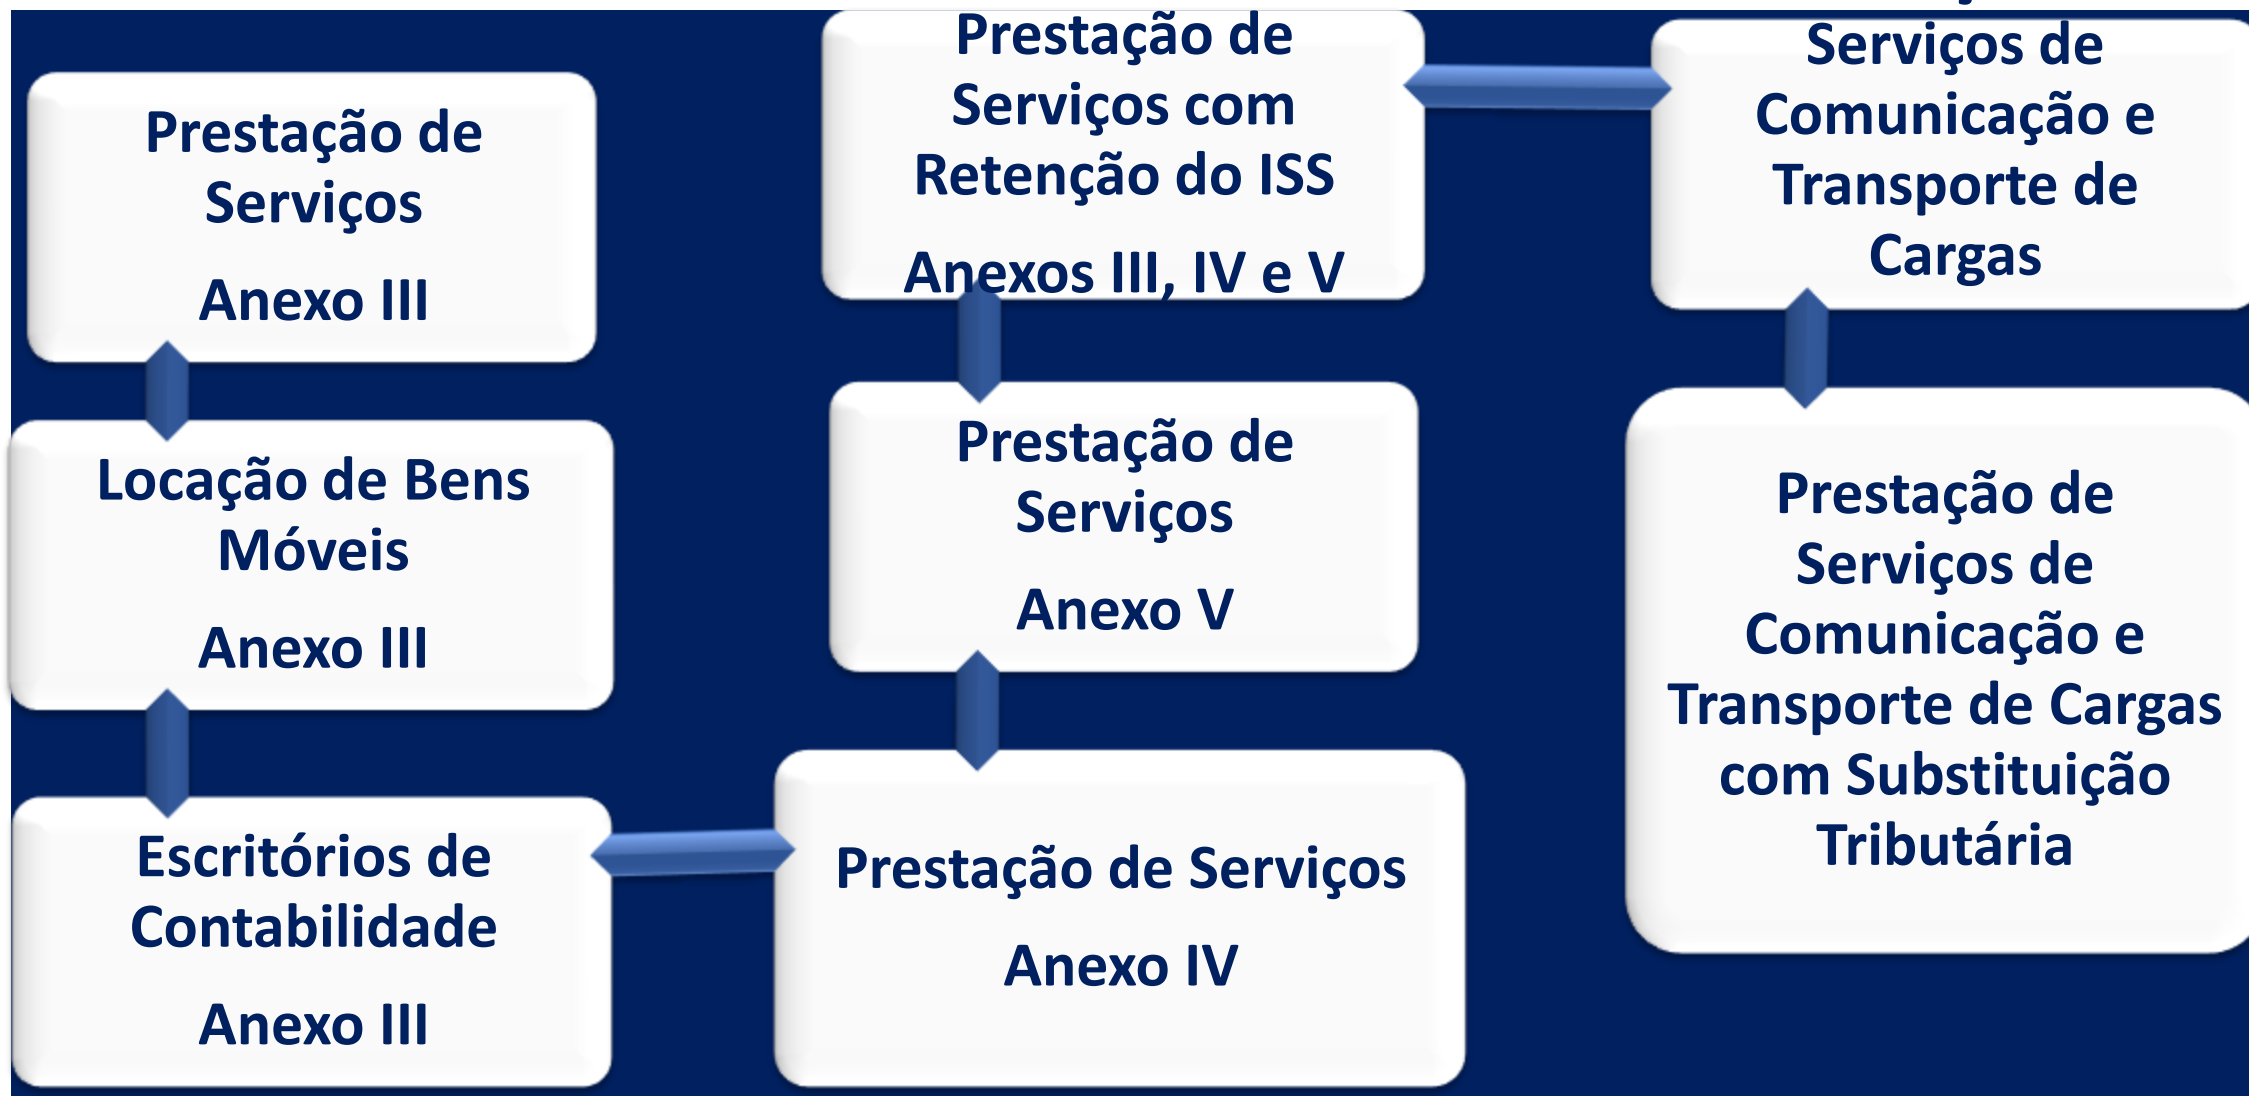 Prestação de
Serviços
Anexo III
Locação de Bens
Móveis
Anexo III
Escritórios de
Contabilidade
Anexo III
Prestação de
Serviços com
Retenção do ISS
Anexos III, IV e V
Prestação de
Serviços
Anexo V
Prestação de Serviços
Anexo IV
Serviços de
Comunicação e
Transporte de
Cargas
Prestação de
Serviços de
Comunicação e
Transporte de Cargas
com Substituição
Tributária